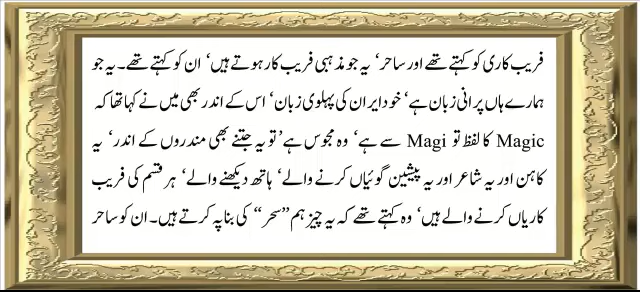 فریب کاری کو کہتے تھے اور ساحر‘ یہ جو مذہبی فریب کار ہوتے ہیں‘ ان کو کہتے تھے۔ یہ جو
ہمارے ہاں پرانی زبان ہے‘ خود ایران کی پہلوی زبان‘ اس کے اندر بھی میں نے کہا تھا کہ
Magic کا لفظ تو Magi سے ہے‘ وہ مجوس ہے‘ تو یہ جتنے بھی مندروں کے اندر‘ یہ
کاہن اور یہ شاعر اور یہ پیشین گوئیاں کرنے والے‘ ہاتھ دیکھنے والے‘ ہر قسم کی فریب
کاریاں کرنے والے ہیں‘ وہ کہتے تھے کہ یہ چیز ہم ”سحر“ کی بنا پہ کرتے ہیں۔ ان کو ساحر